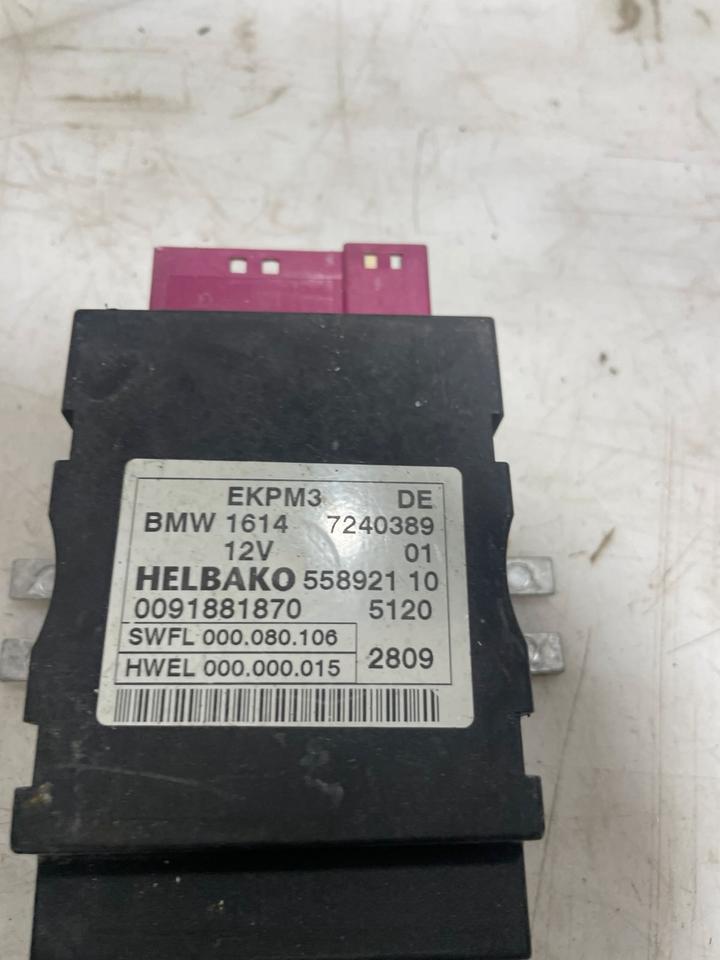 EKPM3 DE
BMW 1614 7240389
12V 01
HELBAKO 558921 10
0091881870 5120
SWFL 000.080.106
HWEL 000.000.015 2809